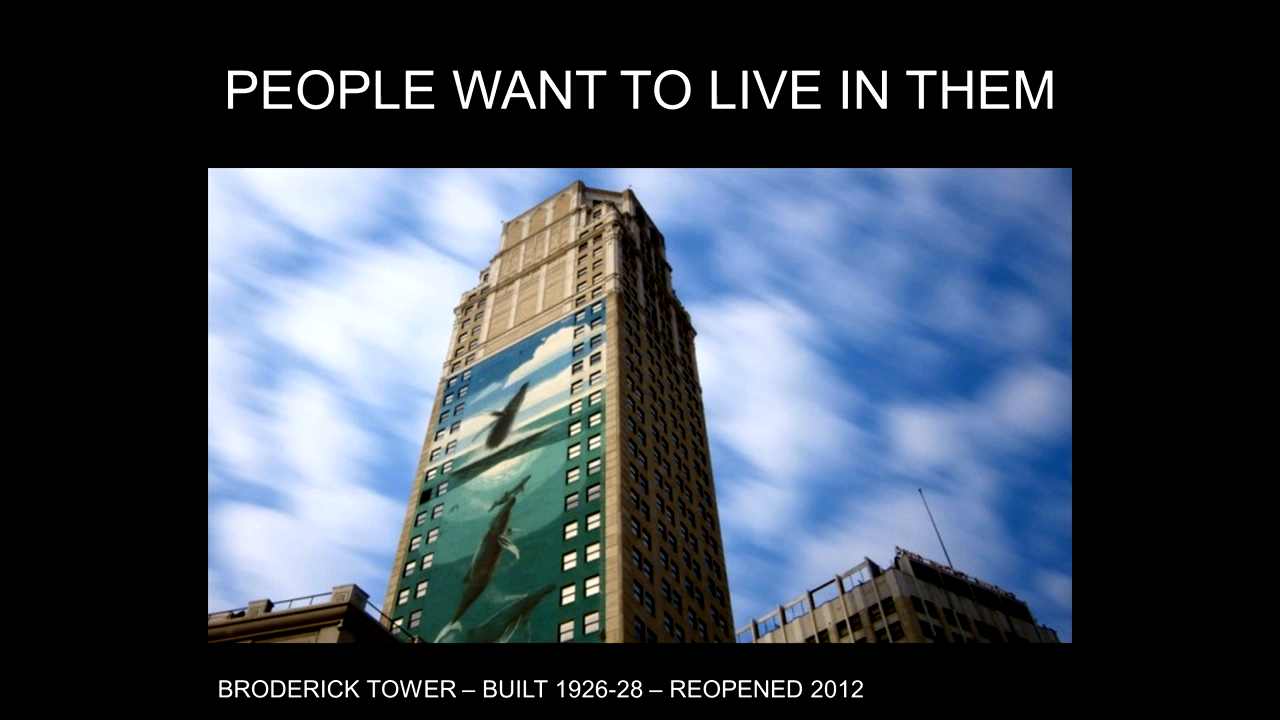 PEOPLE WANT TO LIVE IN THEM
BRODERICK TOWER – BUILT 1926-28 – REOPENED 2012